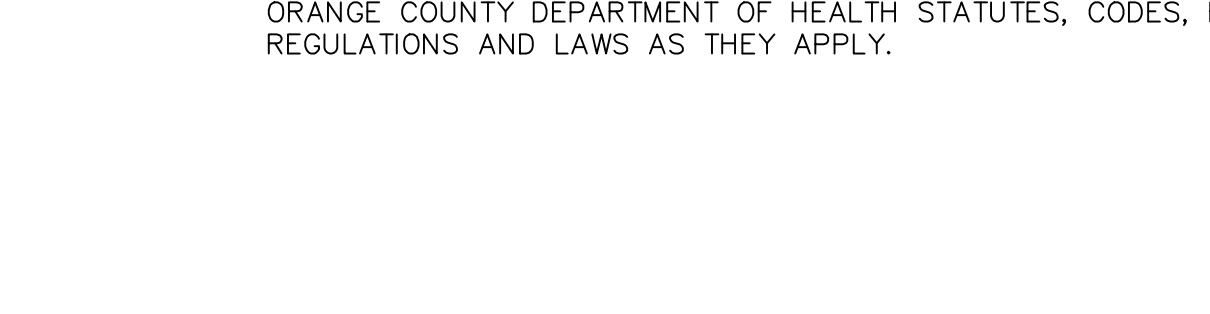 ORANGE COUNTY DEPARTMENT OF HEALTH STATUTES, CODES,
REGULATIONS AND LAWS AS THEY APPLY.